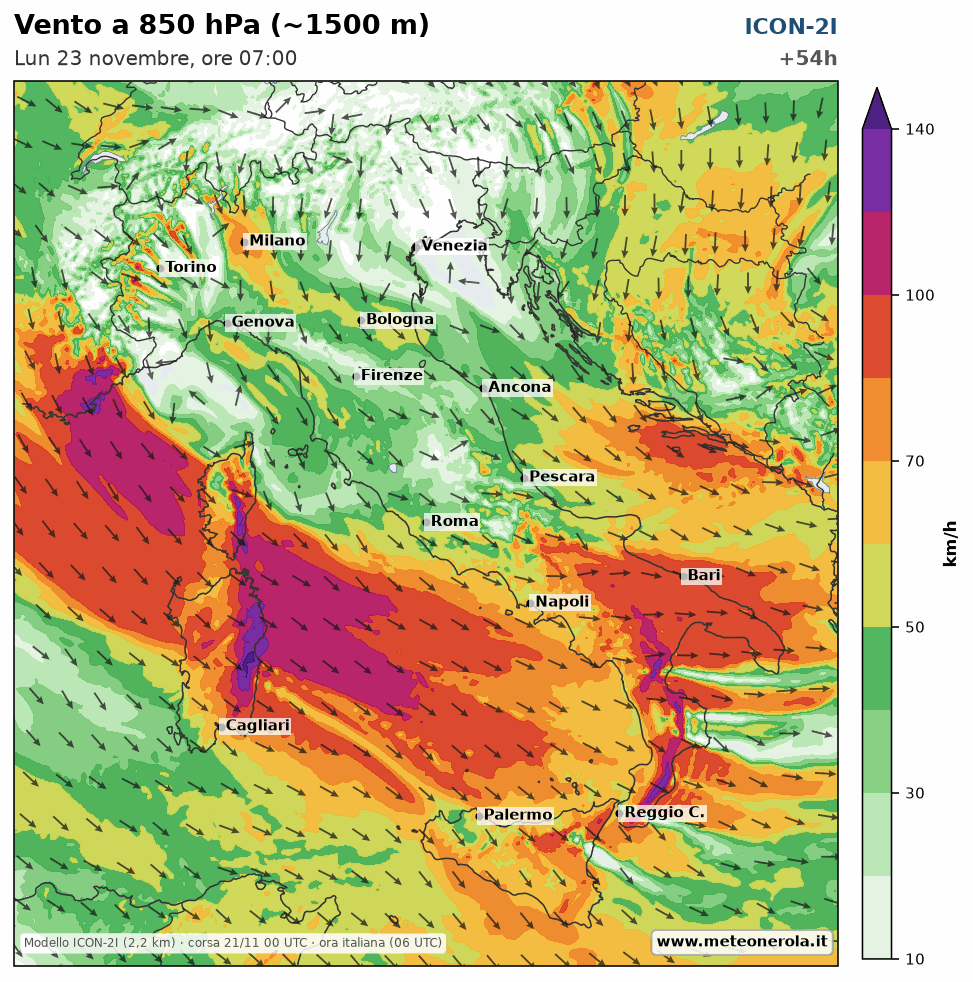 Vento a 850 hPa (~1500 m)
ICON-2I
Lun 23 novembre, ore 07:00
+54h
140
100
70
50
30
10
km/h
Milano
Venezia
Torino
Genova
Bologna
Firenze
Ancona
Pescara
Roma
Bari
Napoli
Cagliari
Palermo
Reggio C.
Modello ICON-2I (2,2 km) · corsa 21/11 00 UTC · ora italiana (06 UTC)
www.meteonerola.it